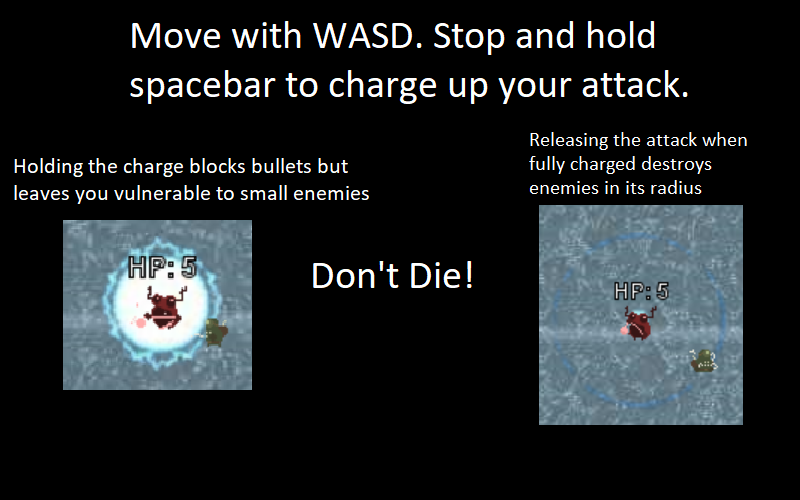 Move with WASD. Stop and hold
spacebar to charge up your attack.
Holding the charge blocks bullets but
leaves you vulnerable to small enemies
Releasing the attack when
fully charged destroys
enemies in its radius
HP: 5
Don't Die!
HP: 5